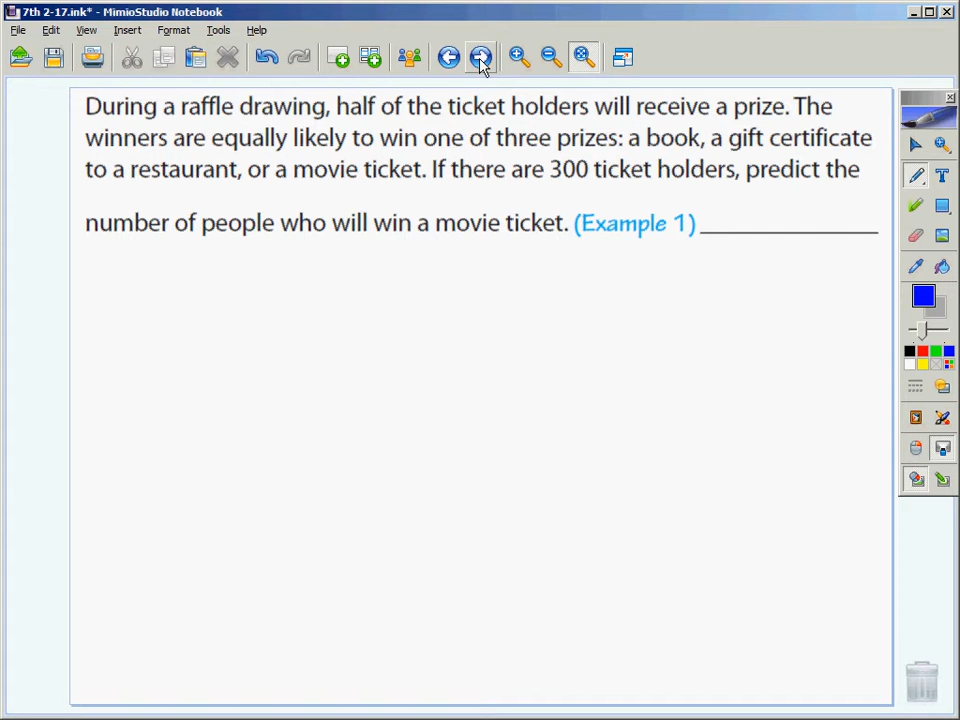 7th 2-17.ink* - MimioStudio Notebook
File Edit View Insert Format Tools Help
During a raffle drawing, half of the ticket holders will receive a prize. The
winners are equally likely to win one of three prizes: a book, a gift certificate
to a restaurant, or a movie ticket. If there are 300 ticket holders, predict the
number of people who will win a movie ticket. (Example 1)
T